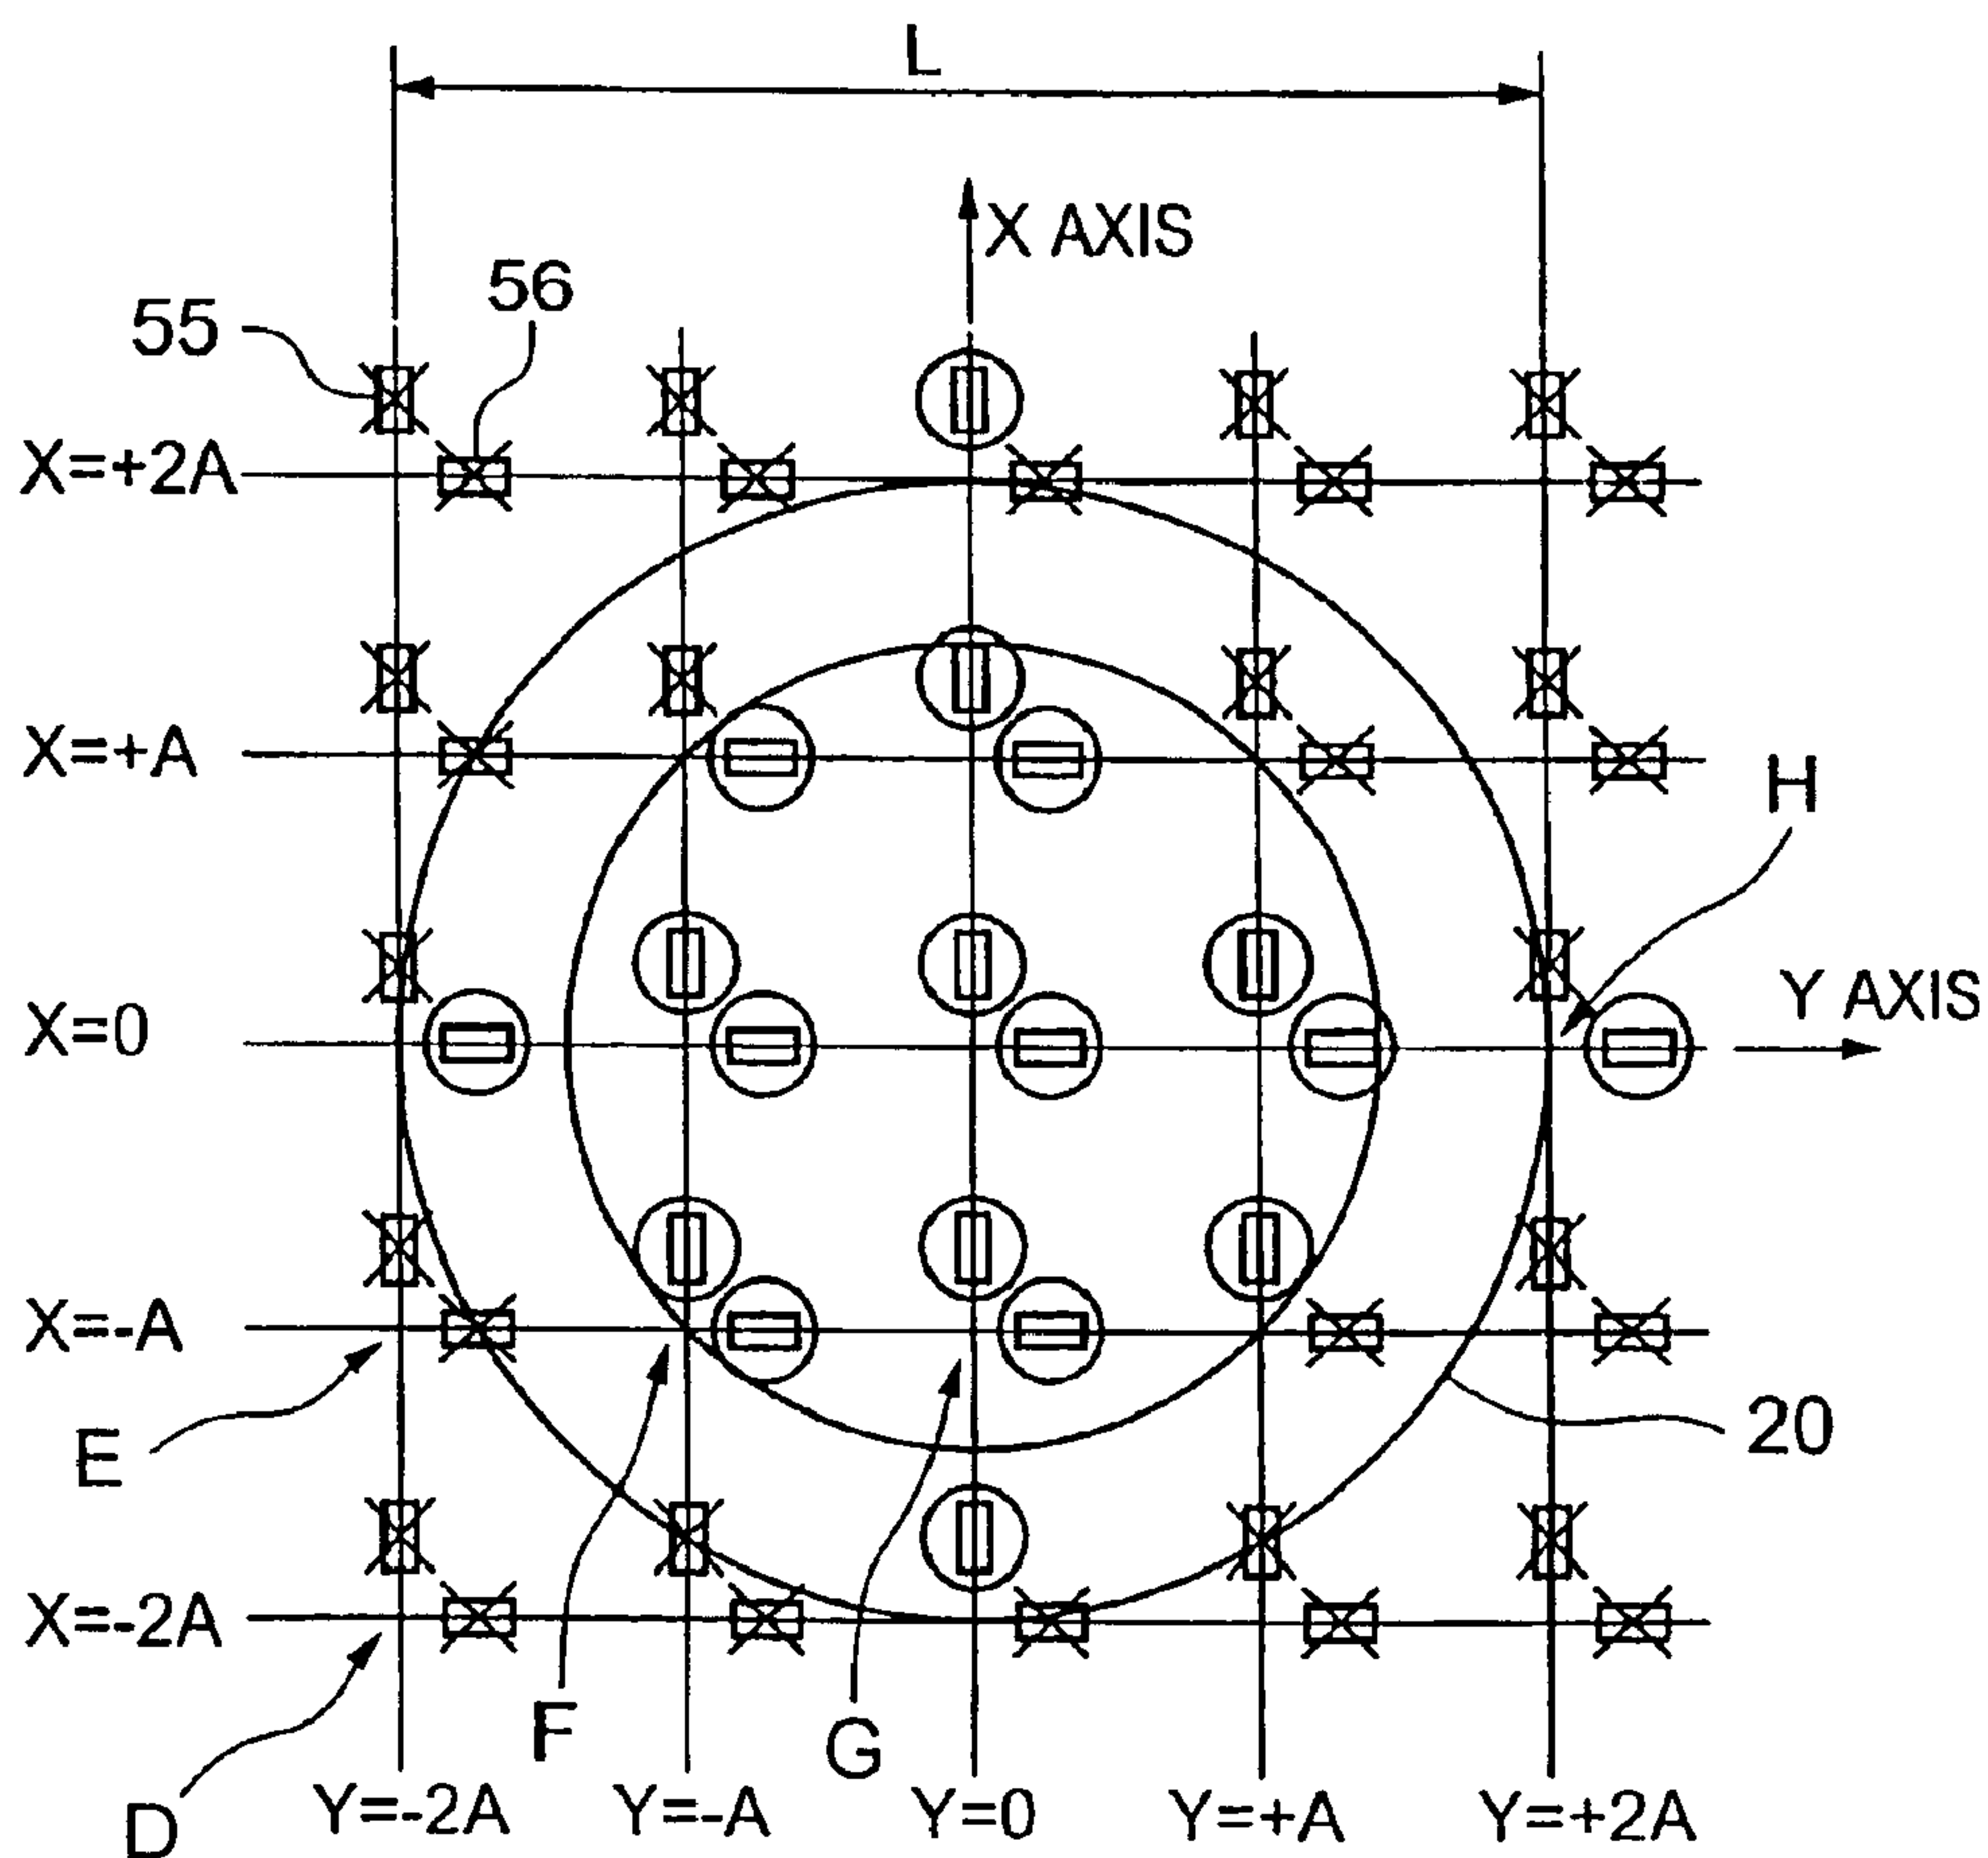 L
X AXIS
56
55
X=+2A
X=+A
H
Y AXIS
X=0
X=-A
20
E
X=-2A
F
G
D
Y=-2A
Y=-A
Y=0
Y=+A
Y=+2A